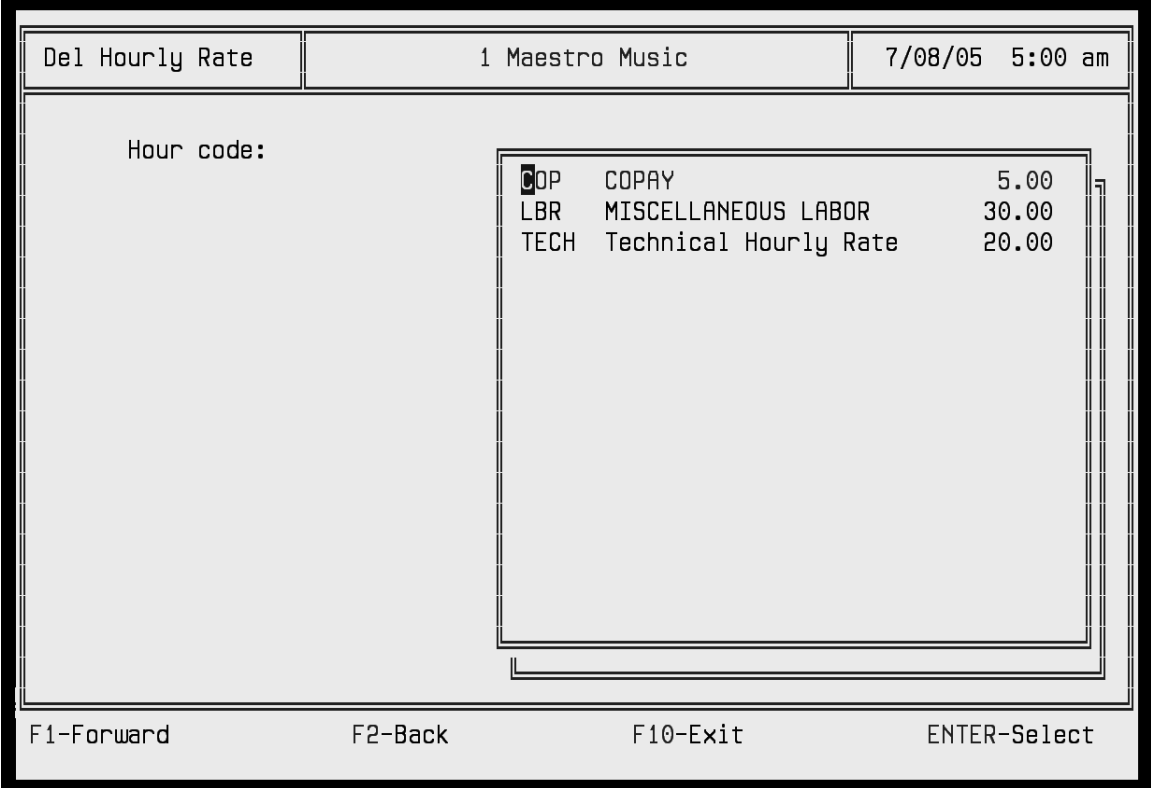 Del Hourly Rate 1 Maestro Music 7/08/05 5:00 am
Hour code:
COP COPAY 5.00
LBR MISCELLANEOUS LABOR 30.00
TECH Technical Hourly Rate 20.00
F1-Forward F2-Back F10-Exit ENTER-Select